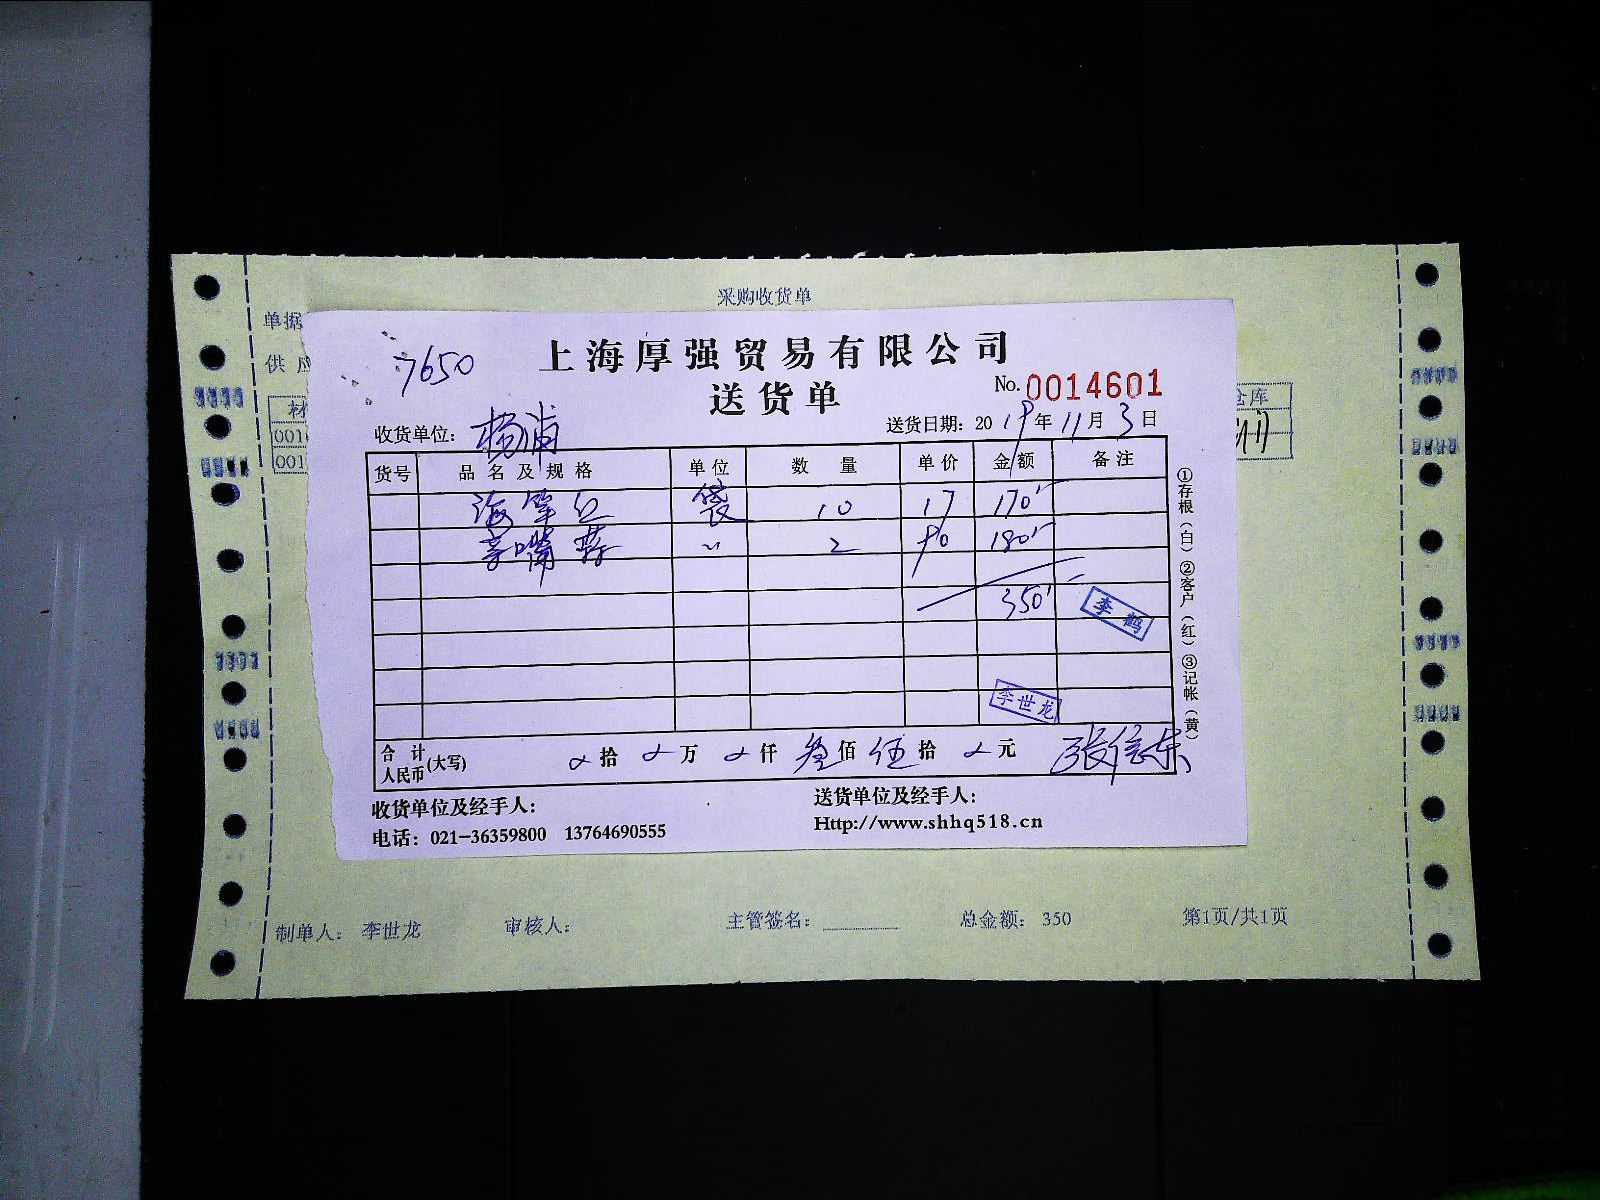 采购收货单
单据
供应
材
仓库
001
001
7650
上海厚强贸易有限公司
送货单
No.0014601
收货单位：杨浦
送货日期：2019年11月3日
货号 品名及规格 单位 数量 单价 金额 备注
袋 10 17 170
〃 2 90 180
350
李鹤
李世龙
合计人民币(大写) 拾 万 仟 叁佰伍拾 元
①存根（白）②客户（红）③记帐（黄）
收货单位及经手人：
送货单位及经手人：
电话：021-36359800 13764690555
Http://www.shhq518.cn
制单人：李世龙 审核人： 主管签名： 总金额：350 第1页/共1页